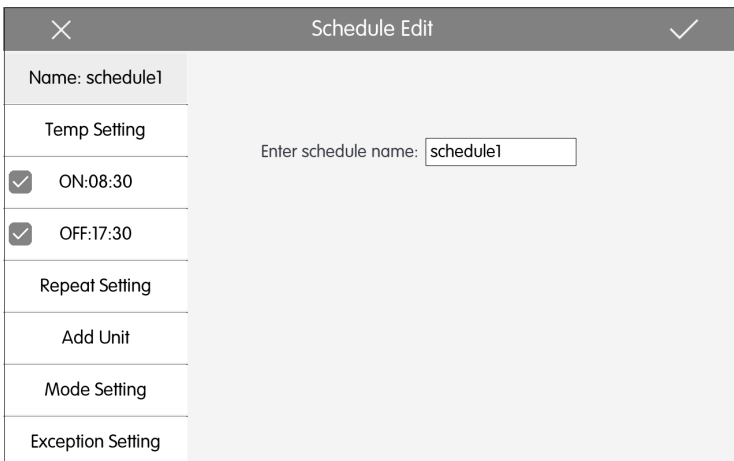 Schedule Edit
Name: schedule1
Temp Setting
Enter schedule name: schedule1
ON:08:30
OFF:17:30
Repeat Setting
Add Unit
Mode Setting
Exception Setting